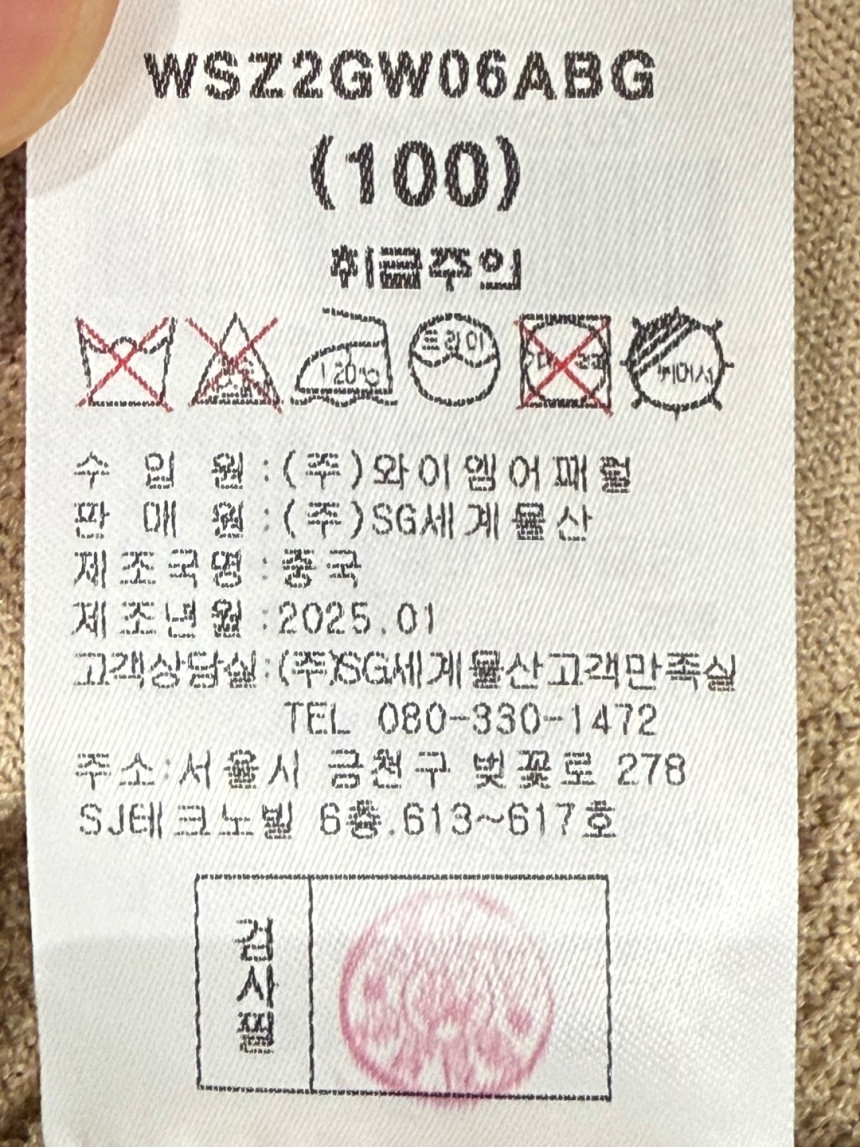 WSZ2GW06ABG
(100)
취급주의
120℃ 드라이 뉘어서
수 입 원:(주)와이엠어패럴
판 매 원:(주)SG세계물산
제조국명:중국
제조년월:2025.01
고객상담실:(주)SG세계물산고객만족실
TEL 080-330-1472
주소:서울시 금천구 벚꽃로 278
SJ테크노빌 6층.613~617호
검사필